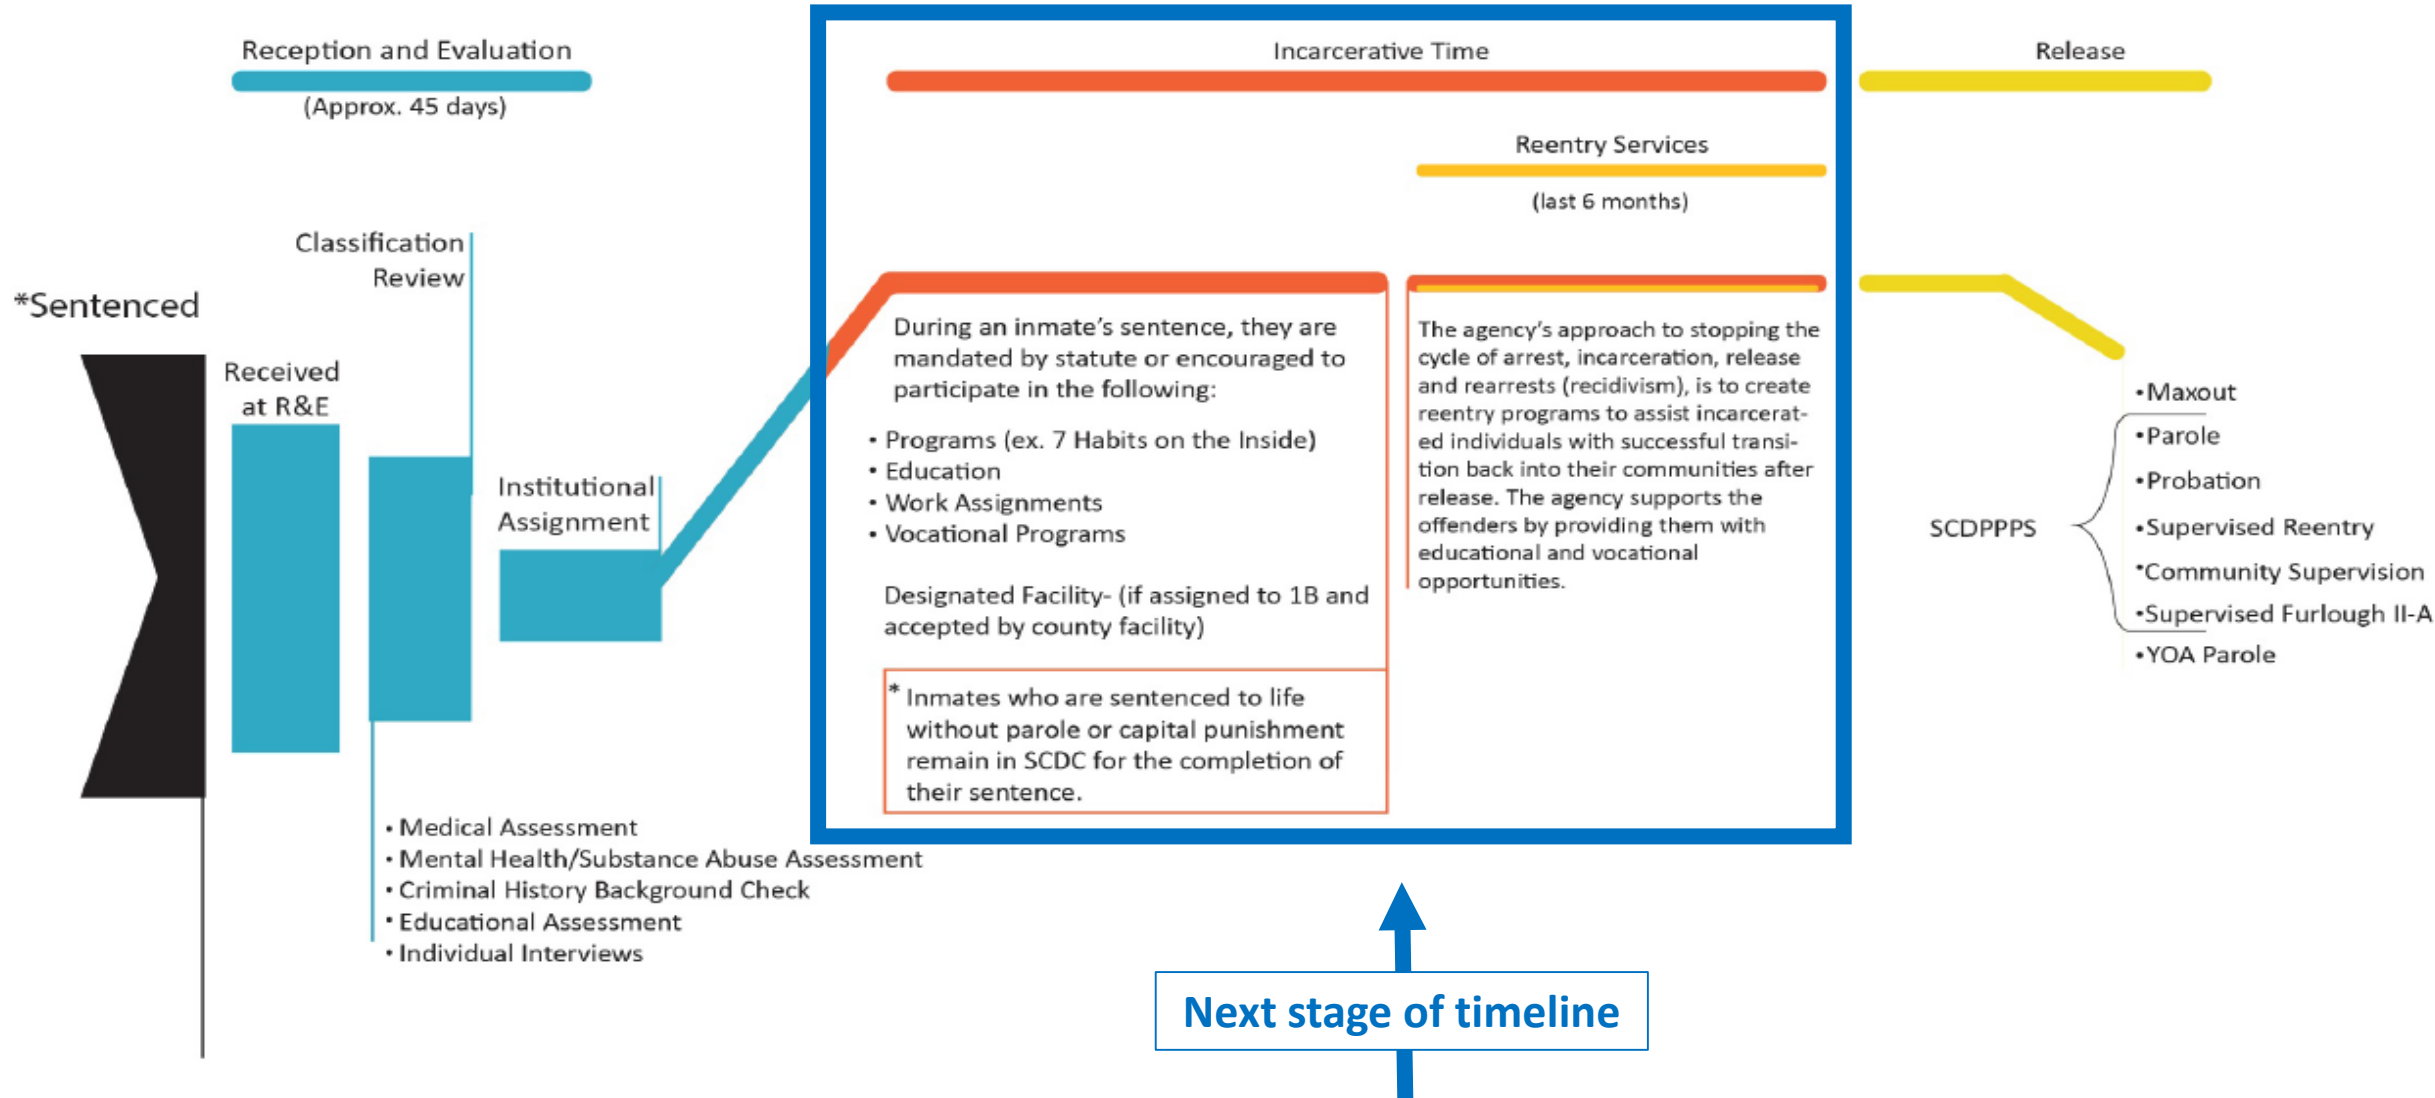 Reception and Evaluation
(Approx. 45 days)
Incarcerative Time
Release
Reentry Services
(last 6 months)
*Sentenced
Received
at R&E
Classification
Review
Institutional
Assignment
• Medical Assessment
• Mental Health/Substance Abuse Assessment
• Criminal History Background Check
• Educational Assessment
• Individual Interviews
During an inmate's sentence, they are
mandated by statute or encouraged to
participate in the following:
• Programs (ex. 7 Habits on the Inside)
• Education
• Work Assignments
• Vocational Programs
Designated Facility- (if assigned to 1B and
accepted by county facility)
* Inmates who are sentenced to life
without parole or capital punishment
remain in SCDC for the completion of
their sentence.
The agency's approach to stopping the
cycle of arrest, incarceration, release
and rearrests (recidivism), is to create
reentry programs to assist incarcerat-
ed individuals with successful transi-
tion back into their communities after
release. The agency supports the
offenders by providing them with
educational and vocational
opportunities.
SCDPPPS
•Maxout
•Parole
•Probation
•Supervised Reentry
•Community Supervision
•Supervised Furlough II-A
•YOA Parole
Next stage of timeline